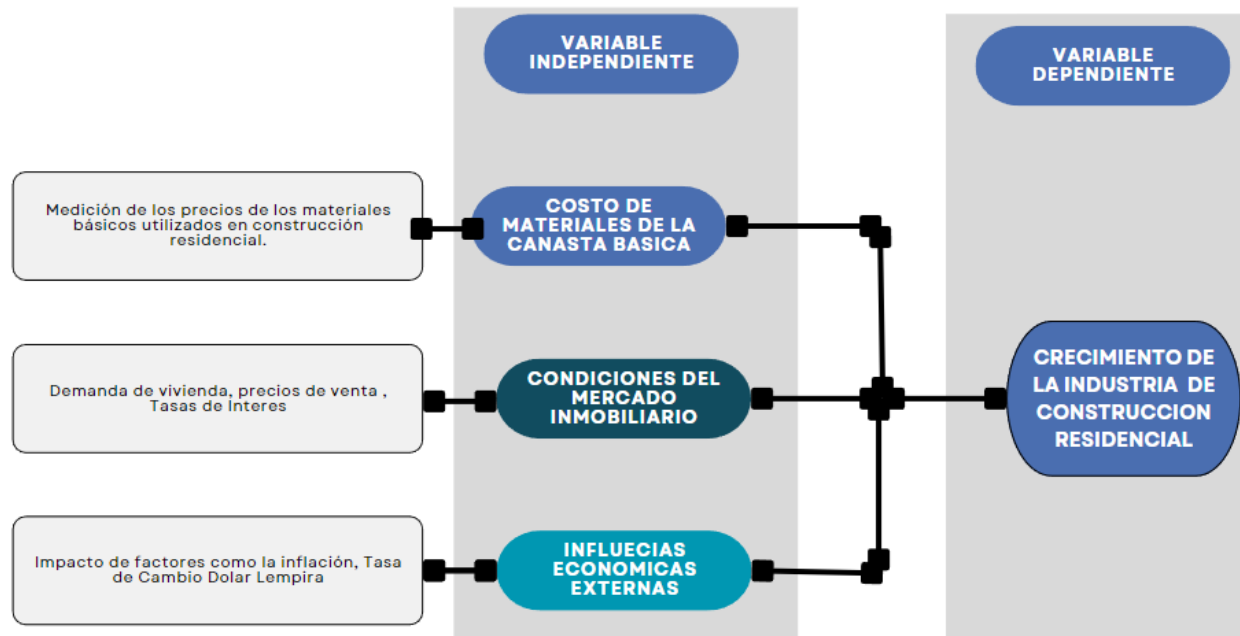 VARIABLE
INDEPENDIENTE
VARIABLE
DEPENDIENTE
Medición de los precios de los materiales
básicos utilizados en construcción
residencial.
COSTO DE
MATERIALES DE LA
CANASTA BASICA
Demanda de vivienda, precios de venta ,
Tasas de Interes
CONDICIONES DEL
MERCADO
INMOBILIARIO
CRECIMIENTO DE
LA INDUSTRIA DE
CONSTRUCCION
RESIDENCIAL
Impacto de factores como la inflación, Tasa
de Cambio Dolar Lempira
INFLUECIAS
ECONOMICAS
EXTERNAS